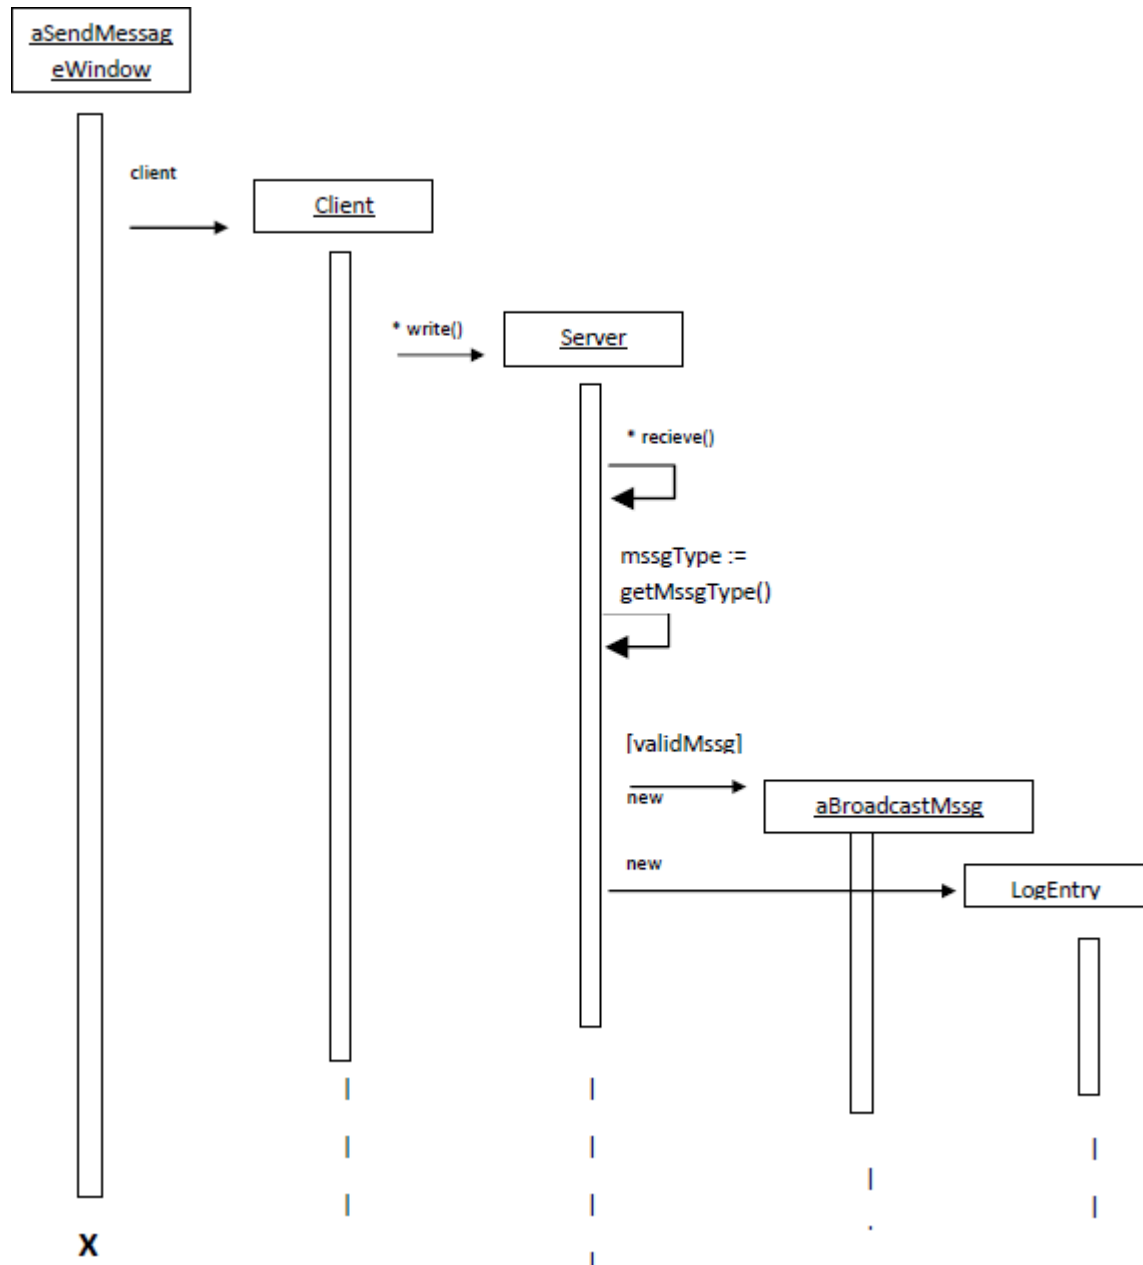 aSendMessag
eWindow
client
Client
* write()
Server
* recieve()
mssgType :=
getMssgType()
[validMssg]
new
aBroadcastMssg
new
LogEntry
X